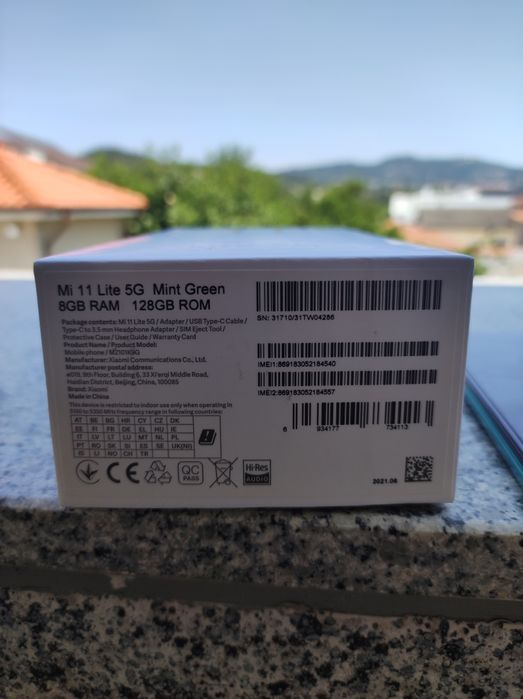 Mi 11 Lite 5G Mint Green
8GB RAM 128GB ROM
Package contents: Mi 11 Lite 5G / Adapter / USB Type-C Cable /
Type-C to 3.5 mm Headphone Adapter / SIM Eject Tool /
Protective Case / User Guide / Warranty Card
Product Name / Product Model:
Mobile phone / M2101K9G
Manufacturer: Xiaomi Communications Co., Ltd.
Manufacturer postal address:
#019, 9th Floor, Building 6, 33 Xi'erqi Middle Road,
Haidian District, Beijing, China, 100085
Brand: Xiaomi
Made in China
This device is restricted to indoor use only when operating in
5150 to 5350 MHz frequency range in following countries:
AT BE BG HR CY CZ DK
EE FI FR DE EL HU IE
IT LV LT LU MT NL PL
PT RO SK SI ES SE UK(NI)
IS LI NO CH TR
CE
QC
PASS
Hi-Res
AUDIO
SN: 31710/31TW04286
IMEI1:869183052184540
IMEI2:869183052184557
6 934177 734113
2021.06